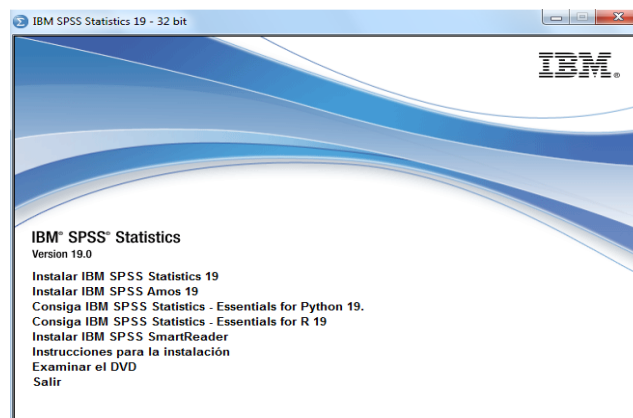 IBM SPSS Statistics 19 - 32 bit
IBM®
IBM® SPSS® Statistics
Version 19.0
Instalar IBM SPSS Statistics 19
Instalar IBM SPSS Amos 19
Consiga IBM SPSS Statistics - Essentials for Python 19.
Consiga IBM SPSS Statistics - Essentials for R 19
Instalar IBM SPSS SmartReader
Instrucciones para la instalación
Examinar el DVD
Salir